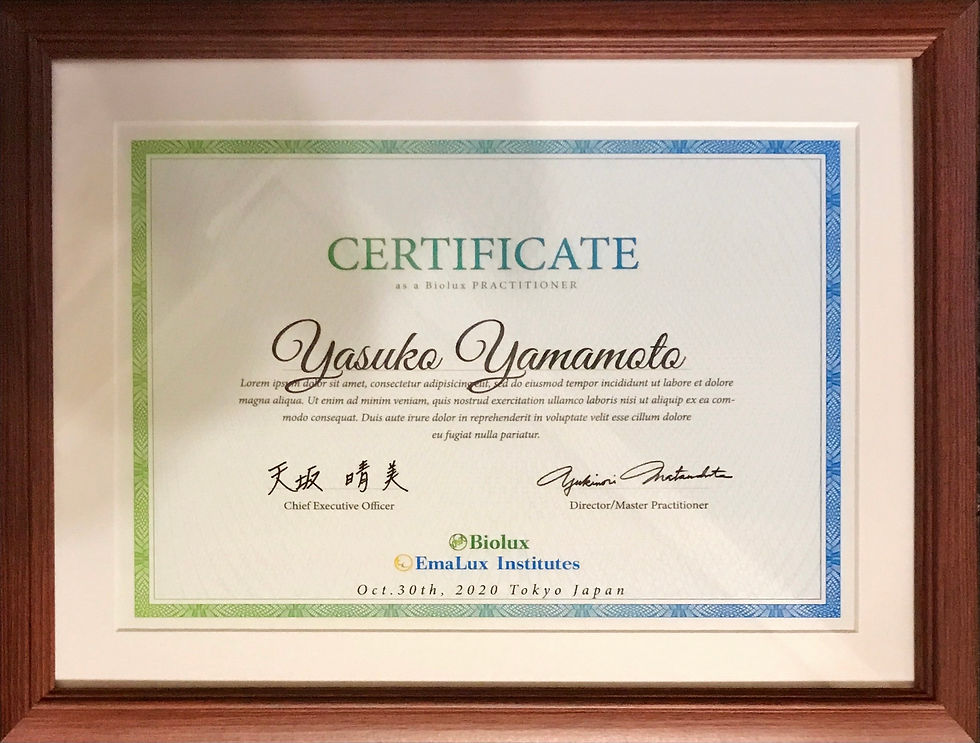 CERTIFICATE
as a Biolux PRACTITIONER
Yasuko Yamamoto
Lorem ipsum dolor sit amet, consectetur adipisicing elit, sed do eiusmod tempor incididunt ut labore et dolore
magna aliqua. Ut enim ad minim veniam, quis nostrud exercitation ullamco laboris nisi ut aliquip ex ea com-
modo consequat. Duis aute irure dolor in reprehenderit in voluptate velit esse cillum dolore
eu fugiat nulla pariatur.
天坂 晴美
Yukinori Matsushita
Chief Executive Officer
Director/Master Practitioner
Biolux
EmaLux Institutes
Oct.30th, 2020 Tokyo Japan